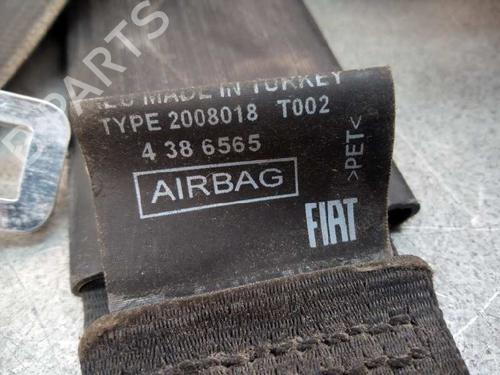 MADE IN TURKEY
TYPE 2008018 T002
4 38 6565
AIRBAG
>PET<
FIAT
PARTS